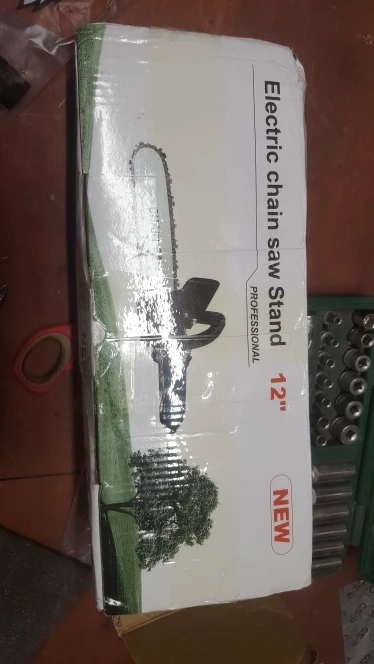 Electric chain saw Stand
PROFESSIONAL
12"
NEW